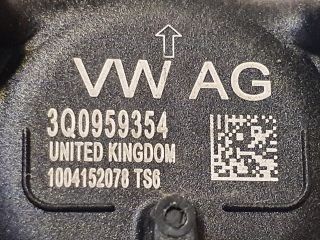 VW AG
3Q0959354
UNITED KINGDOM
1004152078 TS6